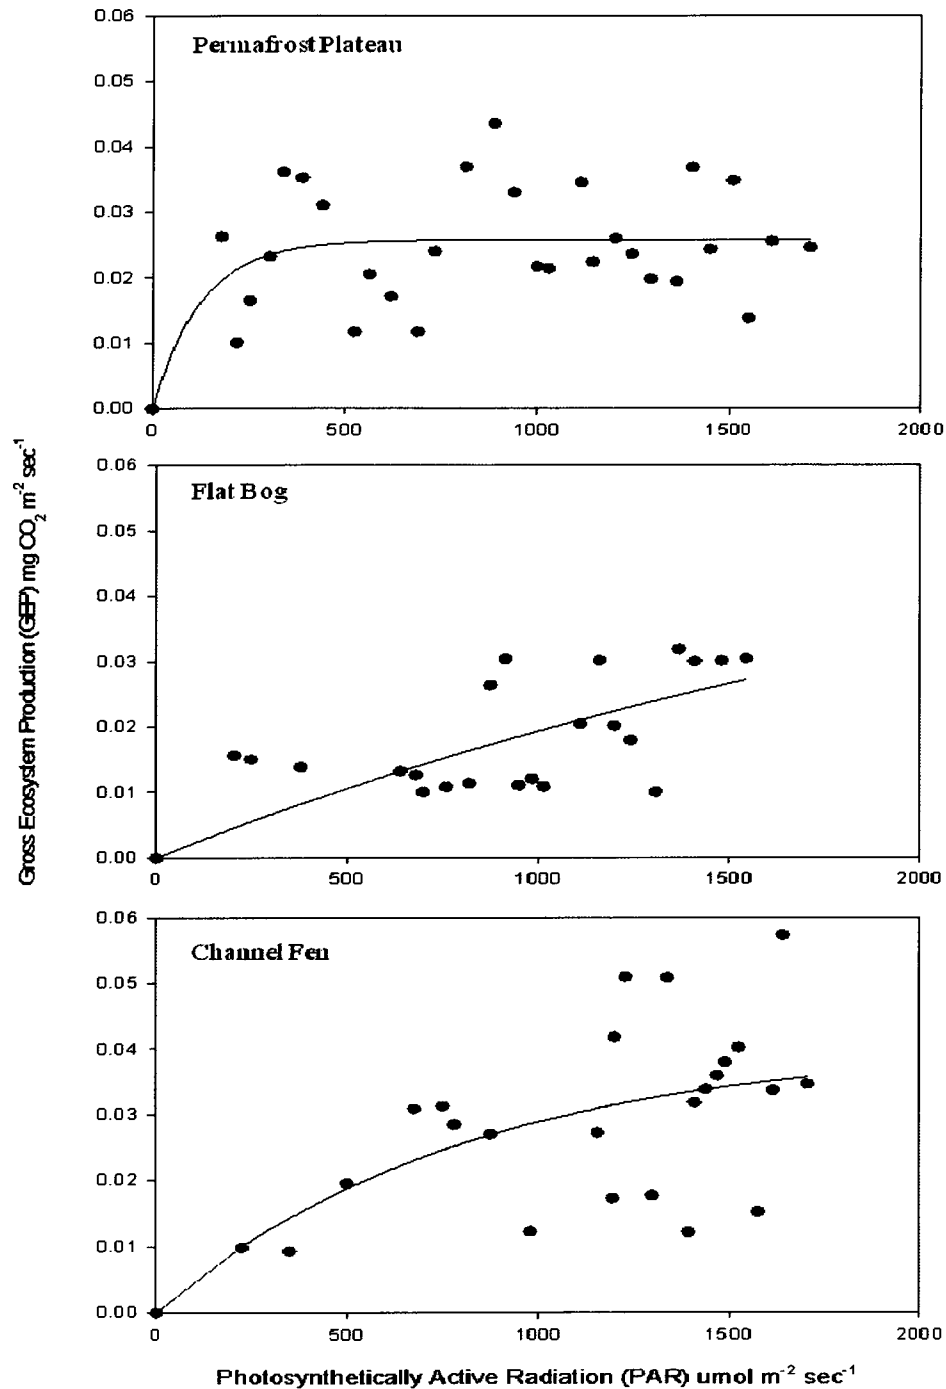 0.06
Permafrost Plateau
0.05
0.04
0.03
0.02
0.01
0.00
0 500 1000 1500 2000
Gross Ecosystem Production (GEP) mg CO2 m-2 sec-1
0.06
Flat Bog
0.05
0.04
0.03
0.02
0.01
0.00
0 500 1000 1500 2000
0.06
Channel Fen
0.05
0.04
0.03
0.02
0.01
0.00
0 500 1000 1500 2000
Photosynthetically Active Radiation (PAR) umol m-2 sec-1